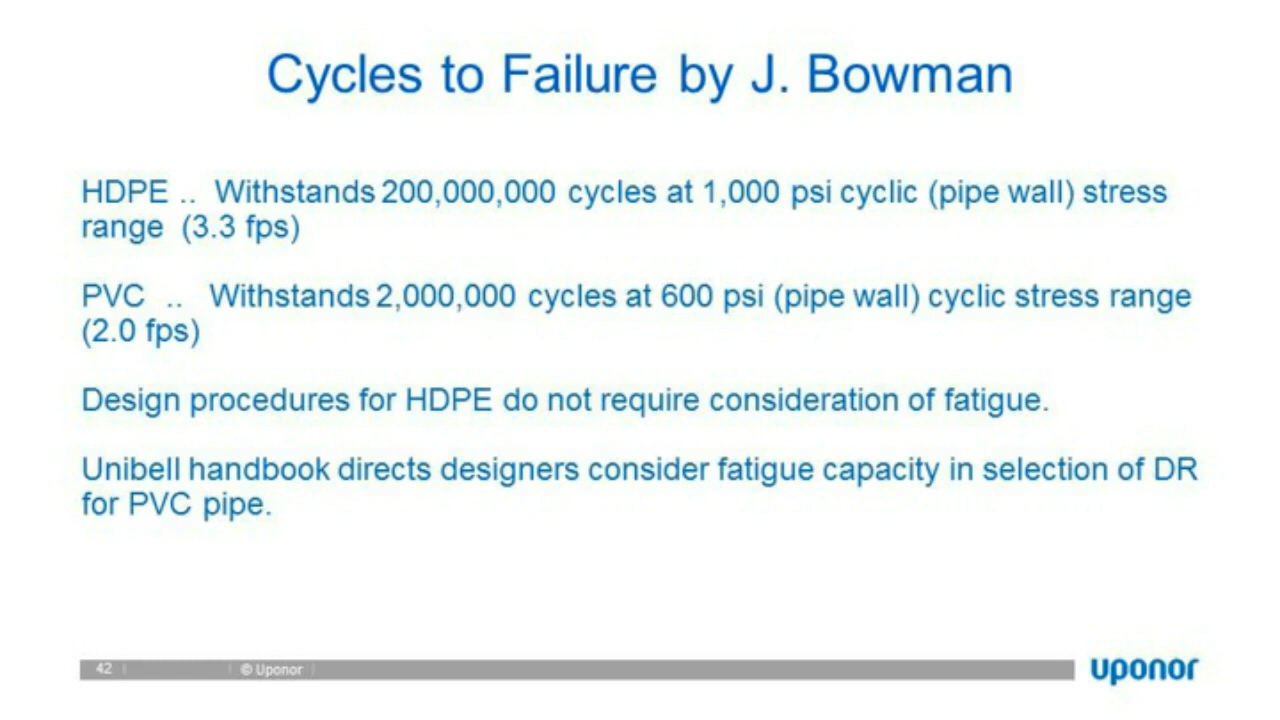 Cycles to Failure by J. Bowman
HDPE .. Withstands 200,000,000 cycles at 1,000 psi cyclic (pipe wall) stress
range (3.3 fps)
PVC .. Withstands 2,000,000 cycles at 600 psi (pipe wall) cyclic stress range
(2.0 fps)
Design procedures for HDPE do not require consideration of fatigue.
Unibell handbook directs designers consider fatigue capacity in selection of DR
for PVC pipe.
42 © Uponor
uponor